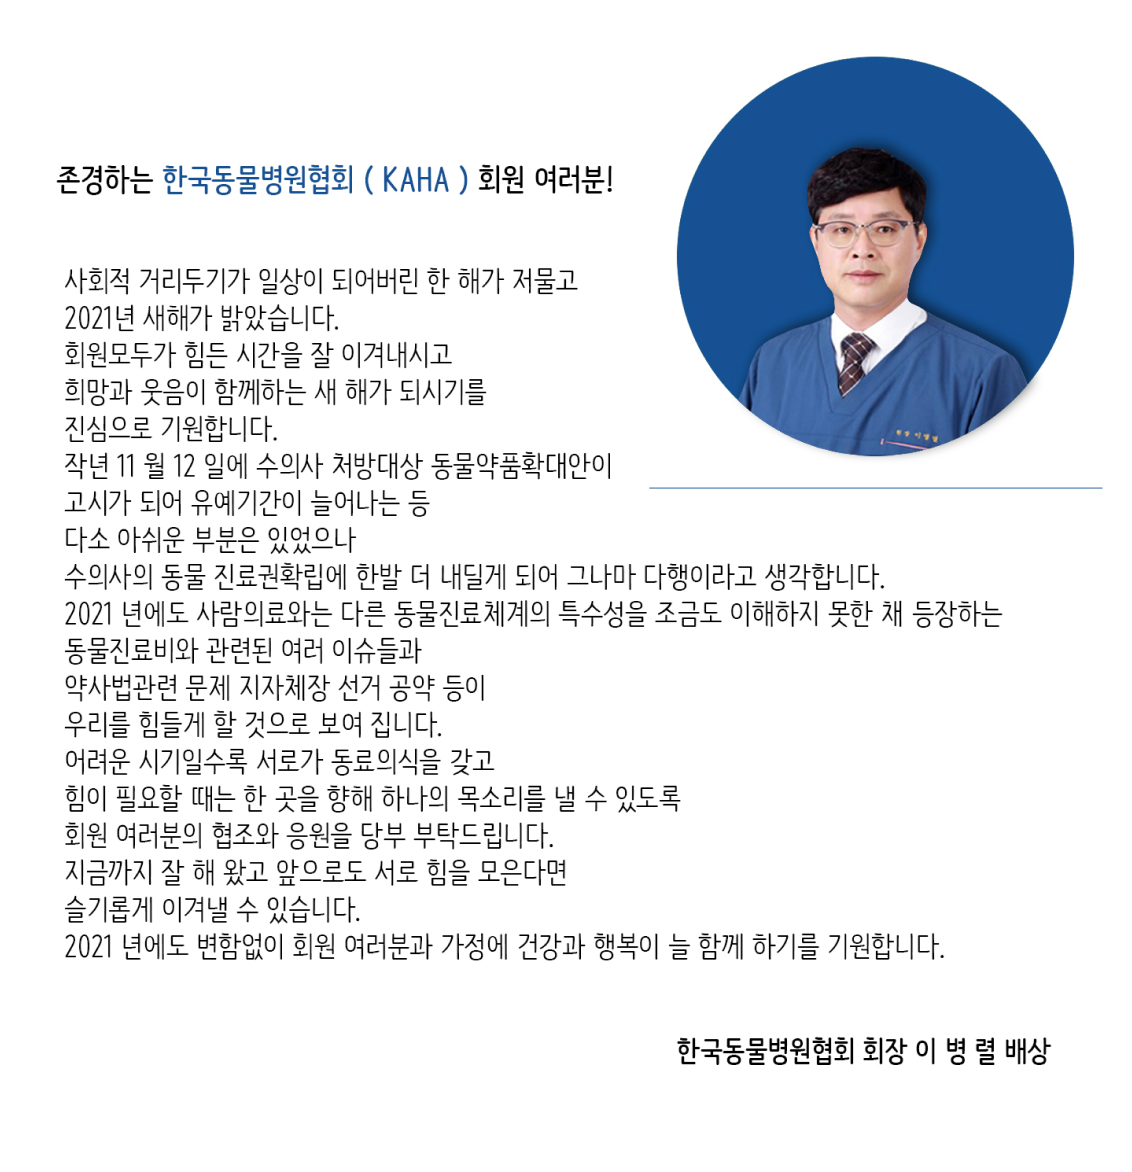 존경하는 한국동물병원협회 ( KAHA ) 회원 여러분!
사회적 거리두기가 일상이 되어버린 한 해가 저물고
2021년 새해가 밝았습니다.
회원모두가 힘든 시간을 잘 이겨내시고
희망과 웃음이 함께하는 새 해가 되시기를
진심으로 기원합니다.
작년 11 월 12 일에 수의사 처방대상 동물약품확대안이
고시가 되어 유예기간이 늘어나는 등
다소 아쉬운 부분은 있었으나
수의사의 동물 진료권확립에 한발 더 내딛게 되어 그나마 다행이라고 생각합니다.
2021 년에도 사람의료와는 다른 동물진료체계의 특수성을 조금도 이해하지 못한 채 등장하는
동물진료비와 관련된 여러 이슈들과
약사법관련 문제 지자체장 선거 공약 등이
우리를 힘들게 할 것으로 보여 집니다.
어려운 시기일수록 서로가 동료의식을 갖고
힘이 필요할 때는 한 곳을 향해 하나의 목소리를 낼 수 있도록
회원 여러분의 협조와 응원을 당부 부탁드립니다.
지금까지 잘 해 왔고 앞으로도 서로 힘을 모은다면
슬기롭게 이겨낼 수 있습니다.
2021 년에도 변함없이 회원 여러분과 가정에 건강과 행복이 늘 함께 하기를 기원합니다.
한국동물병원협회 회장 이 병 렬 배상
원장 이병렬